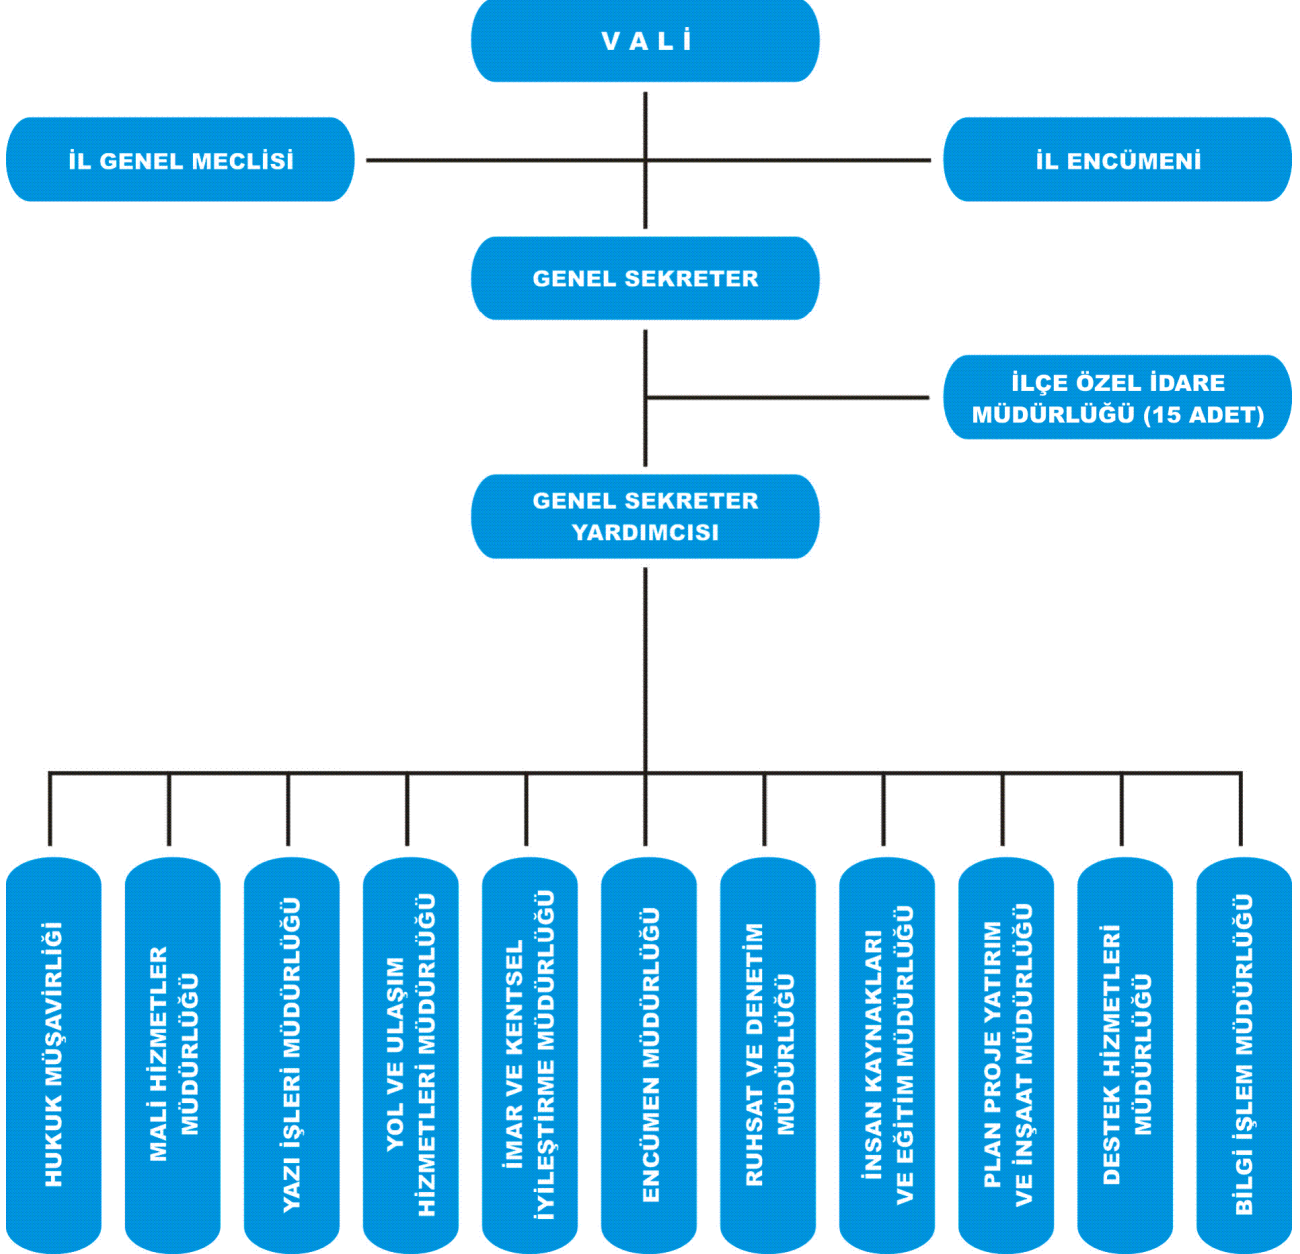 V A L İ
İL GENEL MECLİSİ
İL ENCÜMENİ
GENEL SEKRETER
İLÇE ÖZEL İDARE
MÜDÜRLÜĞÜ (15 ADET)
GENEL SEKRETER
YARDIMCISI
HUKUK MÜŞAVİRLİĞİ
MALİ HİZMETLER
MÜDÜRLÜĞÜ
YAZI İŞLERİ MÜDÜRLÜĞÜ
YOL VE ULAŞIM
HİZMETLERİ MÜDÜRLÜĞÜ
İMAR VE KENTSEL
İYİLEŞTİRME MÜDÜRLÜĞÜ
ENCÜMEN MÜDÜRLÜĞÜ
RUHSAT VE DENETİM
MÜDÜRLÜĞÜ
İNSAN KAYNAKLARI
VE EĞİTİM MÜDÜRLÜĞÜ
PLAN PROJE YATIRIM
VE İNŞAAT MÜDÜRLÜĞÜ
DESTEK HİZMETLERİ
MÜDÜRLÜĞÜ
BİLGİ İŞLEM MÜDÜRLÜĞÜ